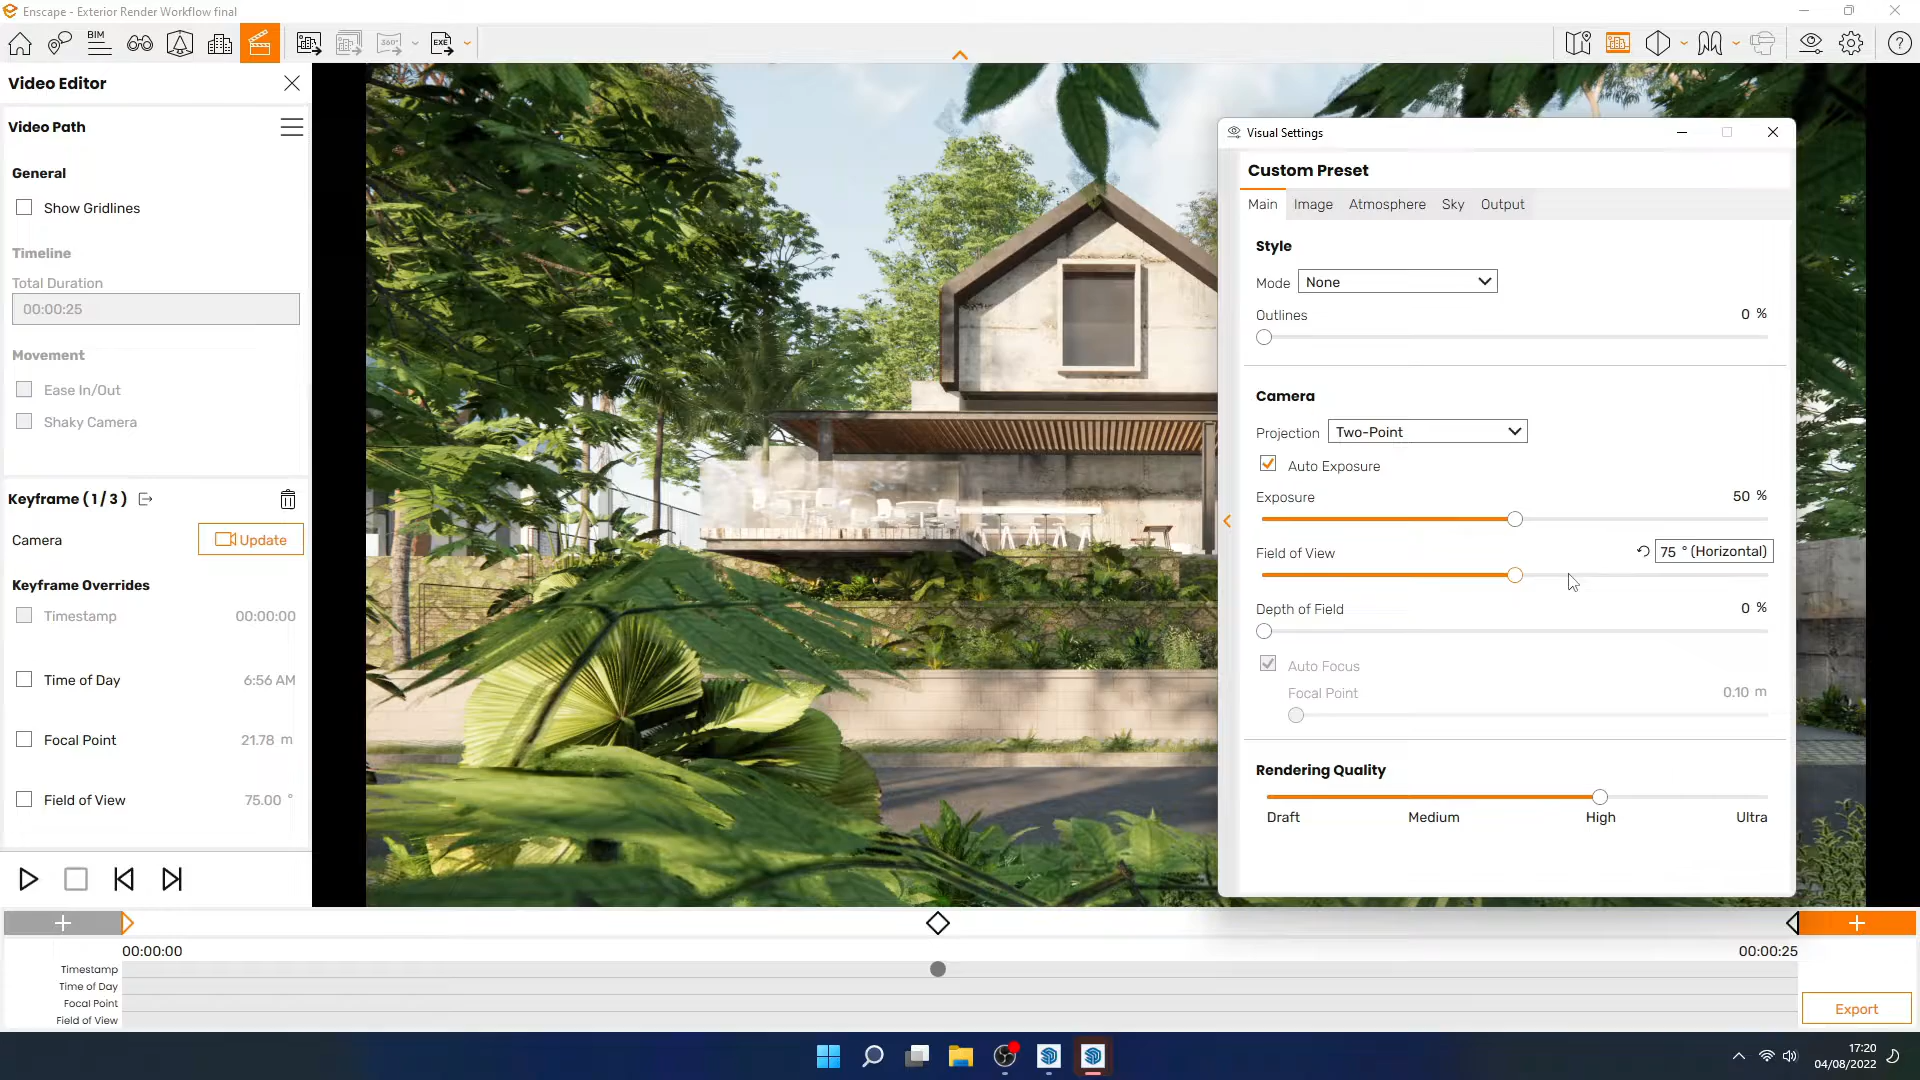 Enscape - Exterior Render Workflow final
BIM
360°
EXE
Video Editor
Video Path
General
Show Gridlines
Timeline
Total Duration
00:00:25
Movement
Ease In/Out
Shaky Camera
Keyframe ( 1 / 3 )
Camera
Update
Keyframe Overrides
Timestamp 00:00:00
Time of Day 6:56 AM
Focal Point 21.78 m
Field of View 75.00 °
Visual Settings
Custom Preset
Main Image Atmosphere Sky Output
Style
Mode None
Outlines 0 %
Camera
Projection Two-Point
Auto Exposure
Exposure 50 %
Field of View 75 ° (Horizontal)
Depth of Field 0 %
Auto Focus
Focal Point 0.10 m
Rendering Quality
Draft Medium High Ultra
00:00:00 00:00:25
Timestamp
Time of Day
Focal Point
Field of View
Export
17:20
04/08/2022